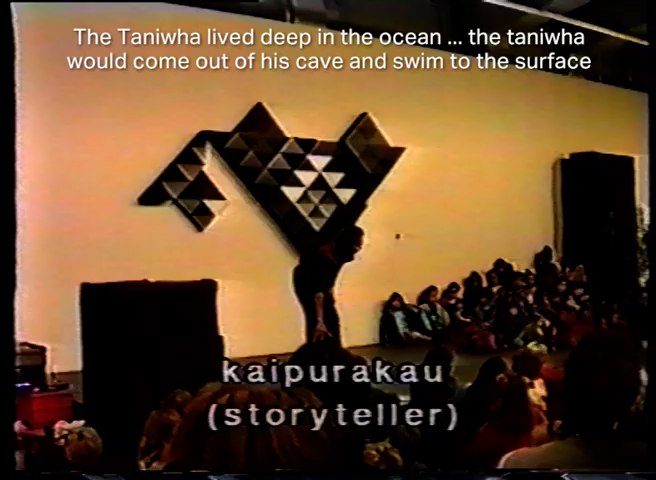 The Taniwha lived deep in the ocean ... the taniwha
would come out of his cave and swim to the surface
kaipurakau
(storyteller)